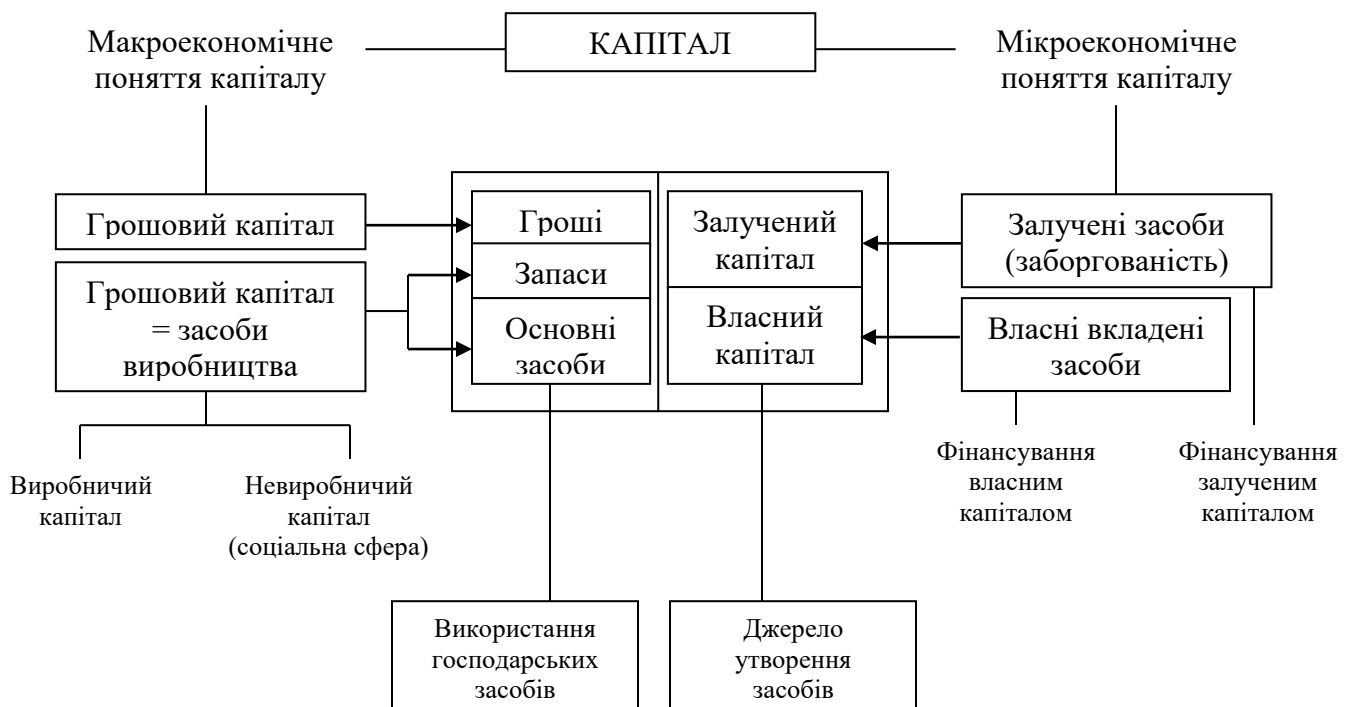 КАПІТАЛ
Макроекономічне
поняття капіталу
Мікроекономічне
поняття капіталу
Грошовий капітал
Грошовий капітал
= засоби
виробництва
Виробничий
капітал
Невиробничий
капітал
(соціальна сфера)
Гроші
Запаси
Основні
засоби
Залучений
капітал
Власний
капітал
Залучені засоби
(заборгованість)
Власні вкладені
засоби
Фінансування
власним
капіталом
Фінансування
залученим
капіталом
Використання
господарських
засобів
Джерело
утворення
засобів